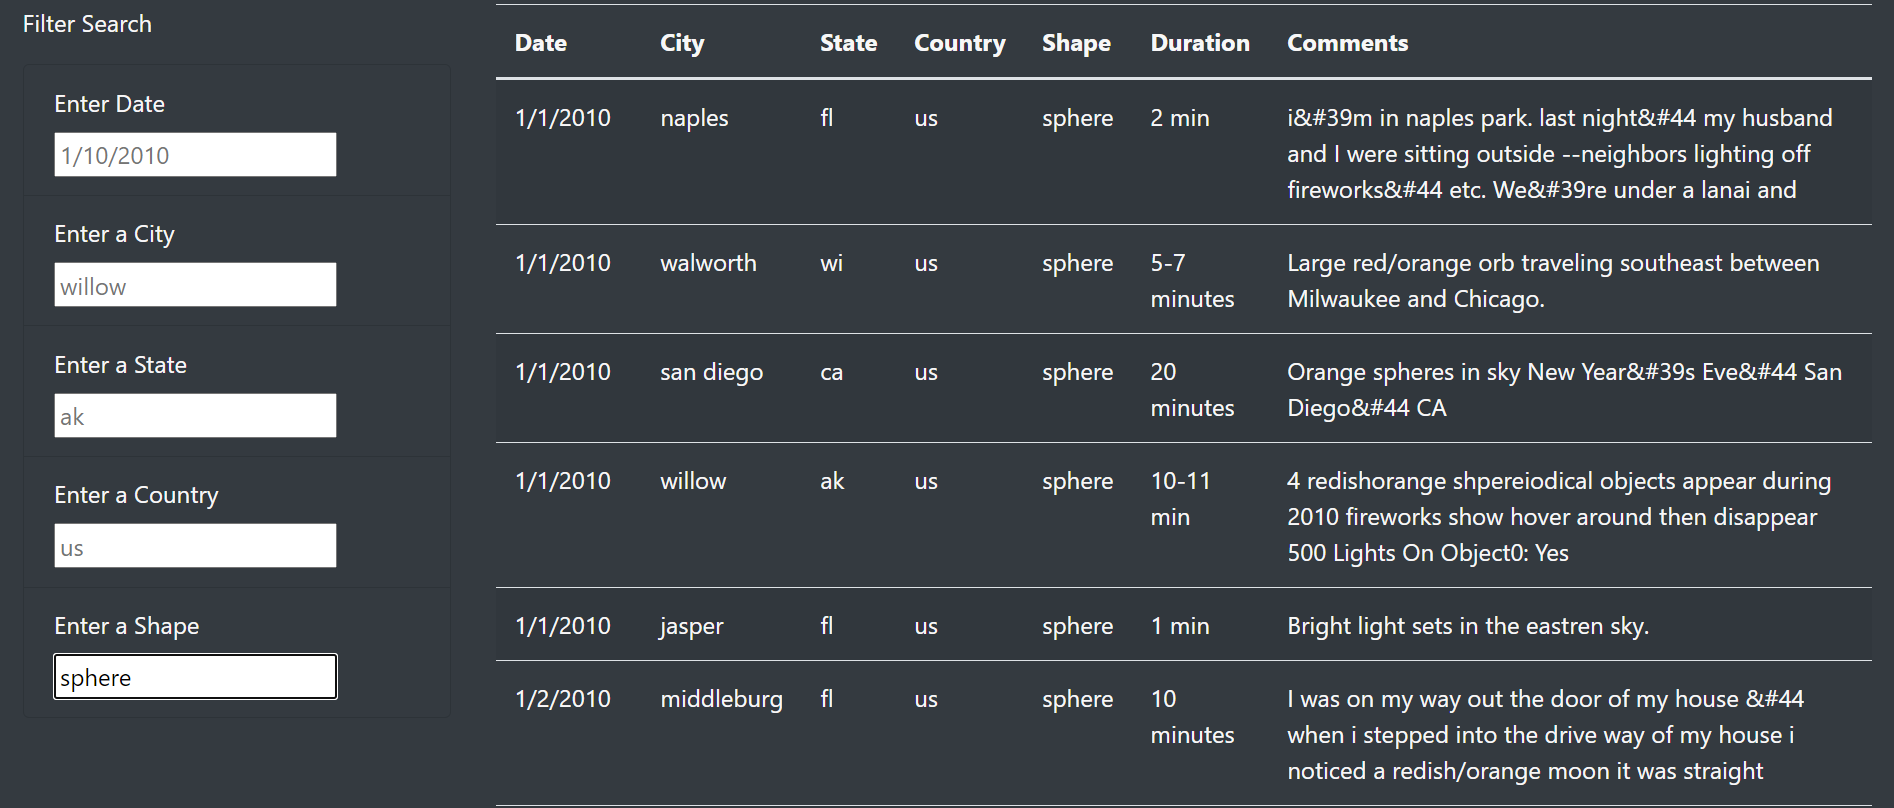 Filter Search
Enter Date
1/10/2010
Enter a City
willow
Enter a State
ak
Enter a Country
us
Enter a Shape
sphere
Date City State Country Shape Duration Comments
1/1/2010 naples fl us sphere 2 min i&#39m in naples park. last night&#44 my husband
and I were sitting outside --neighbors lighting off
fireworks&#44 etc. We&#39re under a lanai and
1/1/2010 walworth wi us sphere 5-7 Large red/orange orb traveling southeast between
minutes Milwaukee and Chicago.
1/1/2010 san diego ca us sphere 20 Orange spheres in sky New Year&#39s Eve&#44 San
minutes Diego&#44 CA
1/1/2010 willow ak us sphere 10-11 4 redishorange shpereiodical objects appear during
min 2010 fireworks show hover around then disappear
500 Lights On Object0: Yes
1/1/2010 jasper fl us sphere 1 min Bright light sets in the eastren sky.
1/2/2010 middleburg fl us sphere 10 I was on my way out the door of my house &#44
minutes when i stepped into the drive way of my house i
noticed a redish/orange moon it was straight